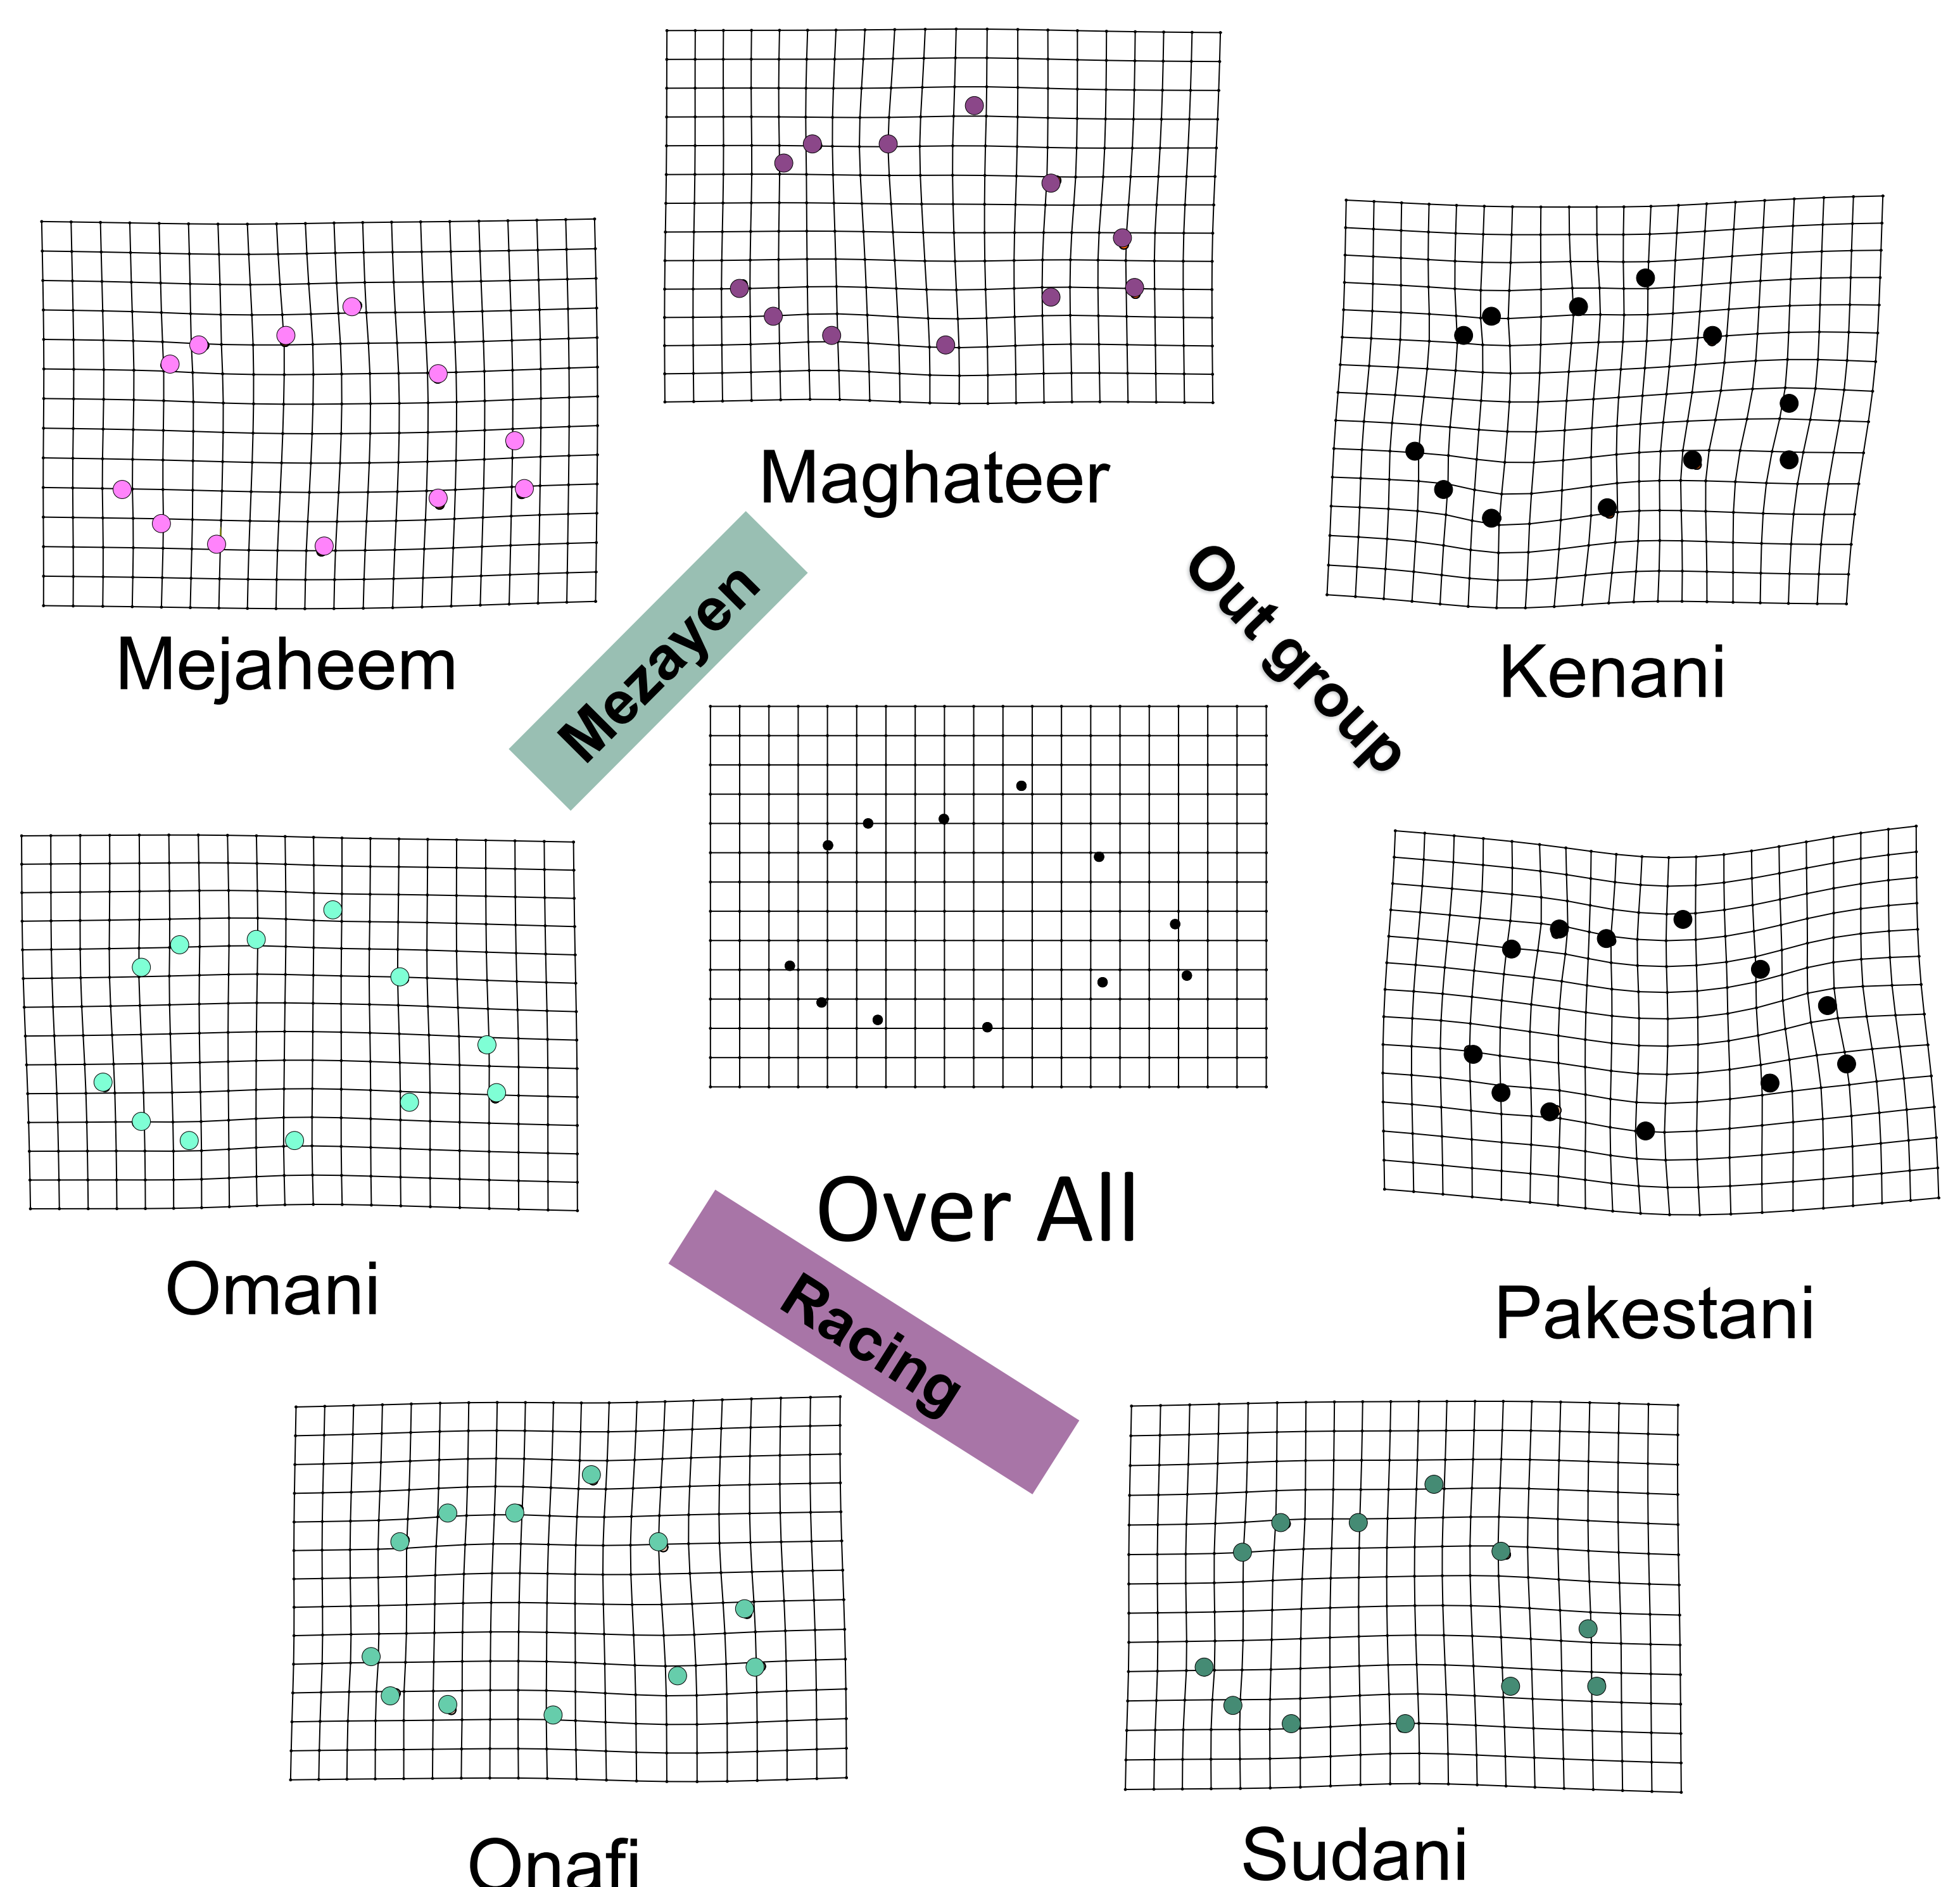 Maghateer
Mejaheem
Kenani
Mezayen
Out group
Over All
Omani
Pakestani
Racing
Onafi
Sudani